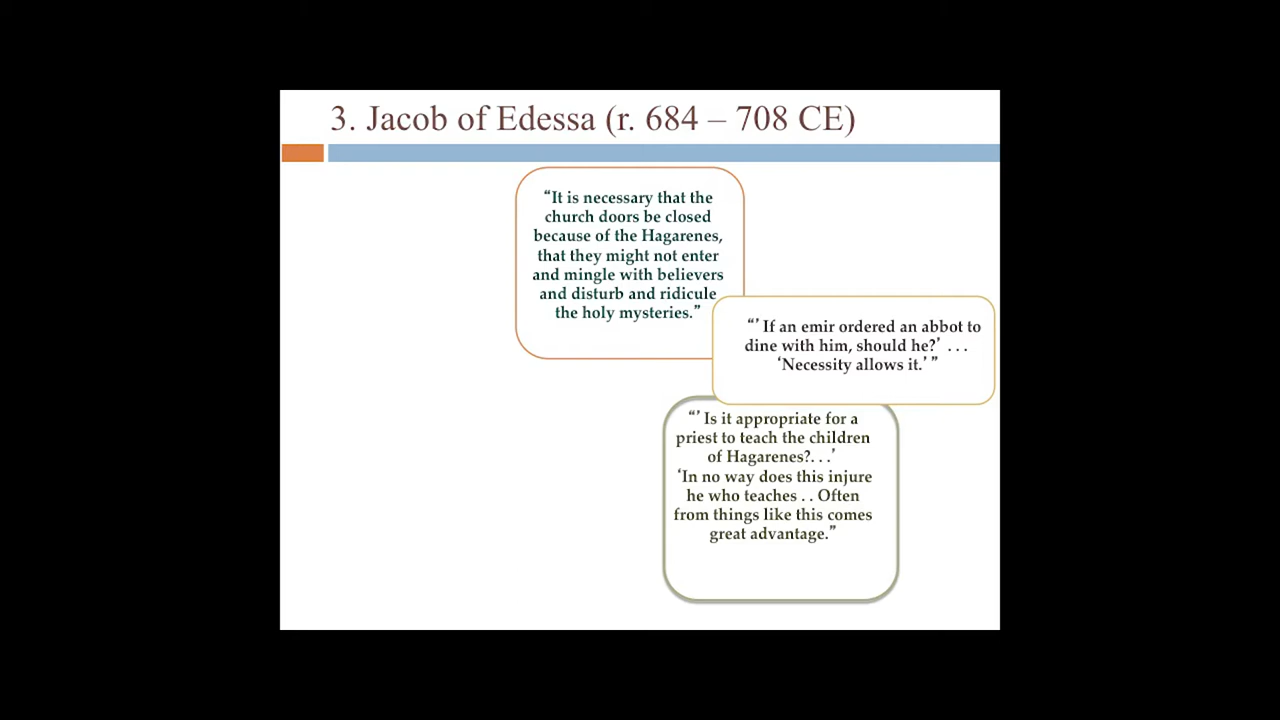 3. Jacob of Edessa (r. 684 – 708 CE)
“It is necessary that the
church doors be closed
because of the Hagarenes,
that they might not enter
and mingle with believers
and disturb and ridicule
the holy mysteries.”
“’ If an emir ordered an abbot to
dine with him, should he?’ . . .
‘Necessity allows it.’ ”
“’ Is it appropriate for a
priest to teach the children
of Hagarenes?. . .’
‘In no way does this injure
he who teaches . . Often
from things like this comes
great advantage.”